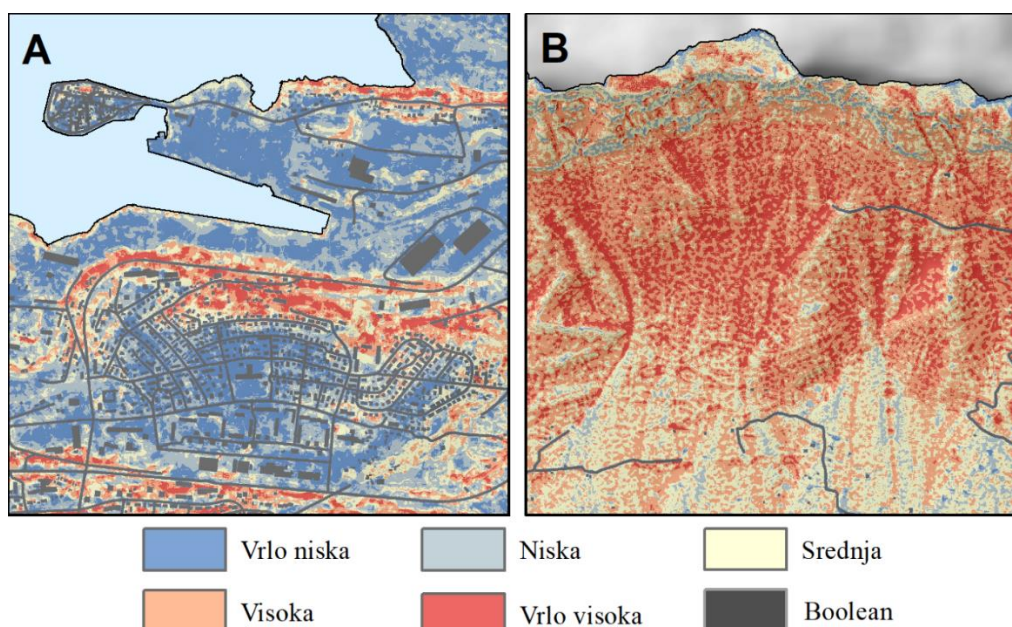 A
B
Vrlo niska
Niska
Srednja
Visoka
Vrlo visoka
Boolean